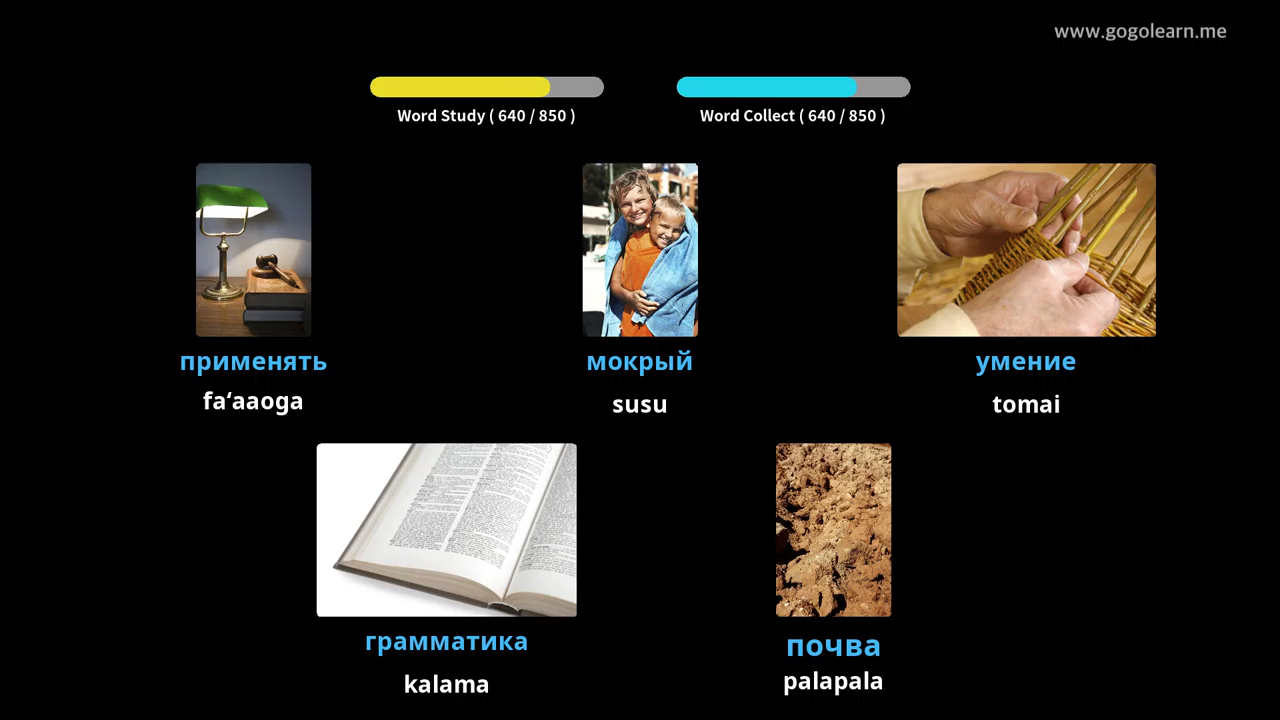 www.gogolearn.me
Word Study ( 640 / 850 )
Word Collect ( 640 / 850 )
применять
faʻaaoga
мокрый
susu
умение
tomai
грамматика
kalama
почва
palapala